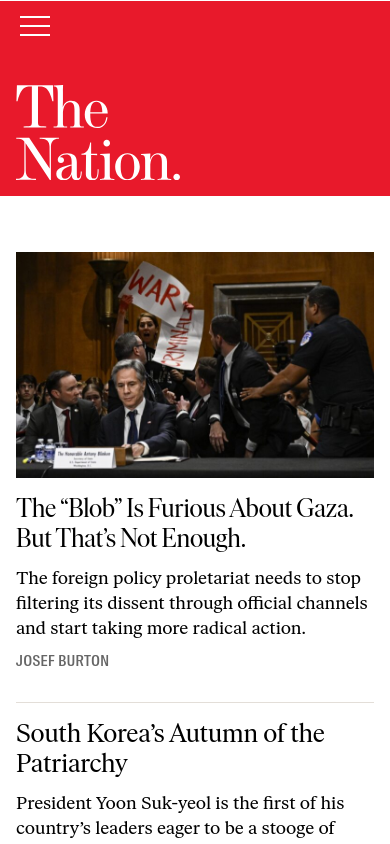 The
Nation.
WAR
CRIMINAL
The Honorable Antony Blinken
The “Blob” Is Furious About Gaza.
But That’s Not Enough.
The foreign policy proletariat needs to stop
filtering its dissent through official channels
and start taking more radical action.
JOSEF BURTON
South Korea’s Autumn of the
Patriarchy
President Yoon Suk-yeol is the first of his
country’s leaders eager to be a stooge of